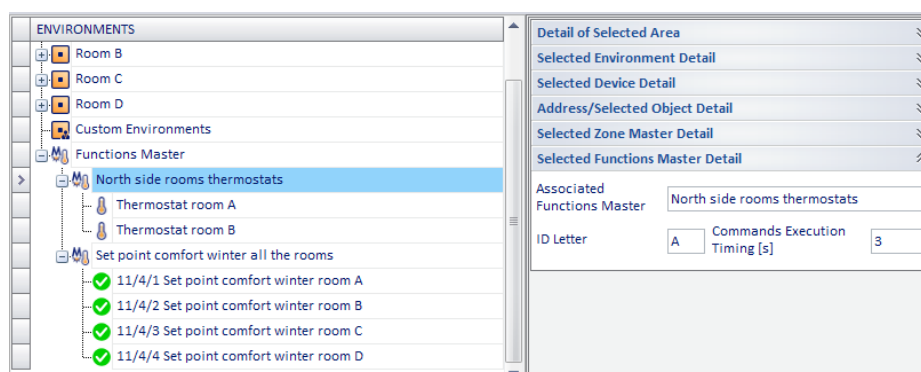 ENVIRONMENTS
Room B
Room C
Room D
Custom Environments
Functions Master
North side rooms thermostats
Thermostat room A
Thermostat room B
Set point comfort winter all the rooms
11/4/1 Set point comfort winter room A
11/4/2 Set point comfort winter room B
11/4/3 Set point comfort winter room C
11/4/4 Set point comfort winter room D
Detail of Selected Area
Selected Environment Detail
Selected Device Detail
Address/Selected Object Detail
Selected Zone Master Detail
Selected Functions Master Detail
Associated
Functions Master
North side rooms thermostats
ID Letter
A
Commands Execution
Timing [s]
3